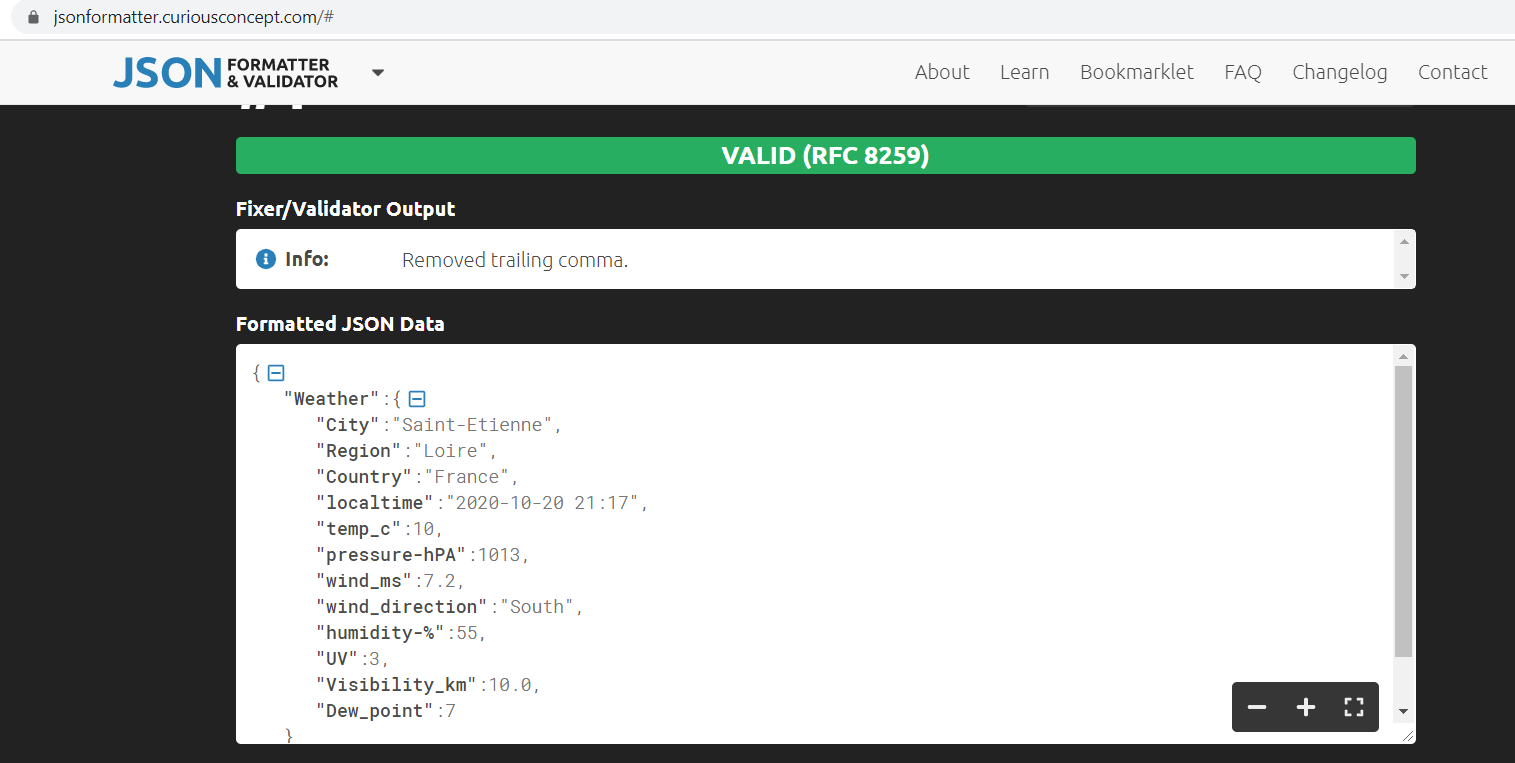 jsonformatter.curiousconcept.com/#
JSON FORMATTER & VALIDATOR
About Learn Bookmarklet FAQ Changelog Contact
VALID (RFC 8259)
Fixer/Validator Output
Info: Removed trailing comma.
Formatted JSON Data
{
"Weather":{
"City":"Saint-Etienne",
"Region":"Loire",
"Country":"France",
"localtime":"2020-10-20 21:17",
"temp_c":10,
"pressure-hPA":1013,
"wind_ms":7.2,
"wind_direction":"South",
"humidity-%":55,
"UV":3,
"Visibility_km":10.0,
"Dew_point":7
}